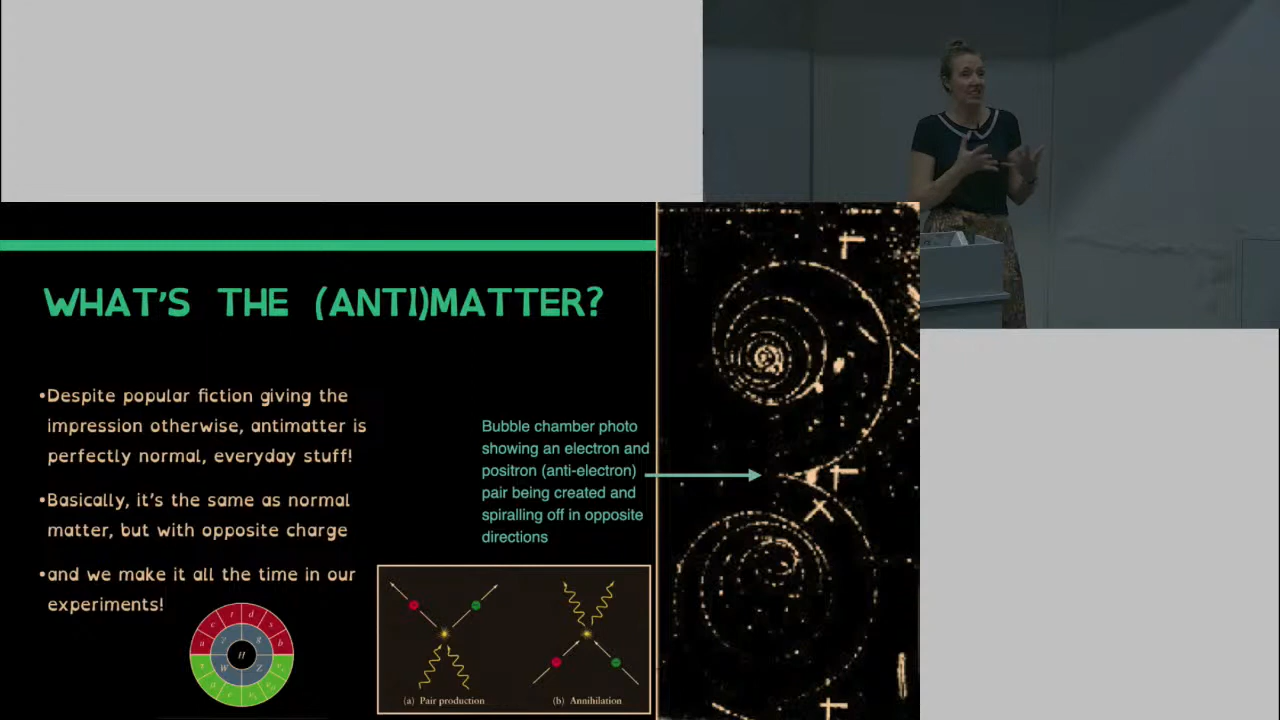 WHAT'S THE (ANTI)MATTER?
•Despite popular fiction giving the
impression otherwise, antimatter is
perfectly normal, everyday stuff!
•Basically, it's the same as normal
matter, but with opposite charge
•and we make it all the time in our
experiments!
Bubble chamber photo
showing an electron and
positron (anti-electron)
pair being created and
spiralling off in opposite
directions
c t d s
u b
γ g
H
W Z
(a) Pair production
(b) Annihilation